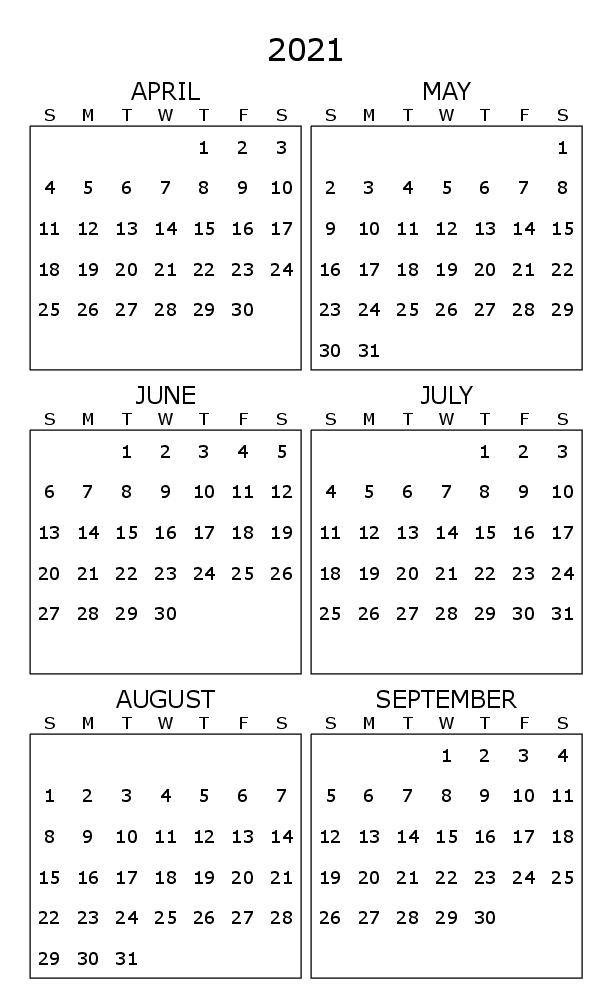 2021
APRIL
S M T W T F S
1 2 3
4 5 6 7 8 9 10
11 12 13 14 15 16 17
18 19 20 21 22 23 24
25 26 27 28 29 30
MAY
S M T W T F S
1
2 3 4 5 6 7 8
9 10 11 12 13 14 15
16 17 18 19 20 21 22
23 24 25 26 27 28 29
30 31
JUNE
S M T W T F S
1 2 3 4 5
6 7 8 9 10 11 12
13 14 15 16 17 18 19
20 21 22 23 24 25 26
27 28 29 30
JULY
S M T W T F S
1 2 3
4 5 6 7 8 9 10
11 12 13 14 15 16 17
18 19 20 21 22 23 24
25 26 27 28 29 30 31
AUGUST
S M T W T F S
1 2 3 4 5 6 7
8 9 10 11 12 13 14
15 16 17 18 19 20 21
22 23 24 25 26 27 28
29 30 31
SEPTEMBER
S M T W T F S
1 2 3 4
5 6 7 8 9 10 11
12 13 14 15 16 17 18
19 20 21 22 23 24 25
26 27 28 29 30